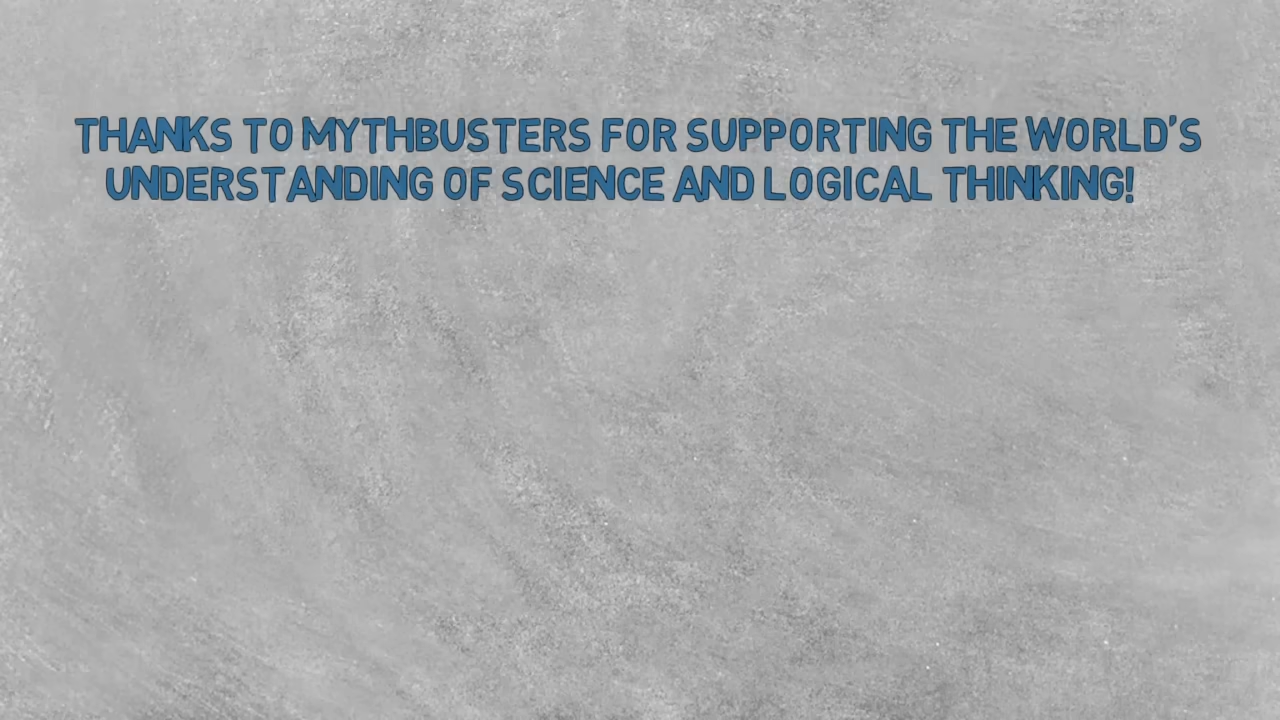 THANKS TO MYTHBUSTERS FOR SUPPORTING THE WORLD'S
UNDERSTANDING OF SCIENCE AND LOGICAL THINKING!